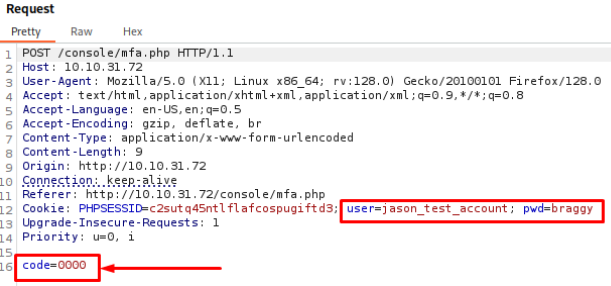 Request
Pretty Raw Hex
1 POST /console/mfa.php HTTP/1.1
2 Host: 10.10.31.72
3 User-Agent: Mozilla/5.0 (X11; Linux x86_64; rv:128.0) Gecko/20100101 Firefox/128.0
4 Accept: text/html,application/xhtml+xml,application/xml;q=0.9,*/*;q=0.8
5 Accept-Language: en-US,en;q=0.5
6 Accept-Encoding: gzip, deflate, br
7 Content-Type: application/x-www-form-urlencoded
8 Content-Length: 9
9 Origin: http://10.10.31.72
10 Connection: keep-alive
11 Referer: http://10.10.31.72/console/mfa.php
12 Cookie: PHPSESSID=c2sutq45ntlflafcospugiftd3; user=jason_test_account; pwd=braggy
13 Upgrade-Insecure-Requests: 1
14 Priority: u=0, i
15
16 code=0000